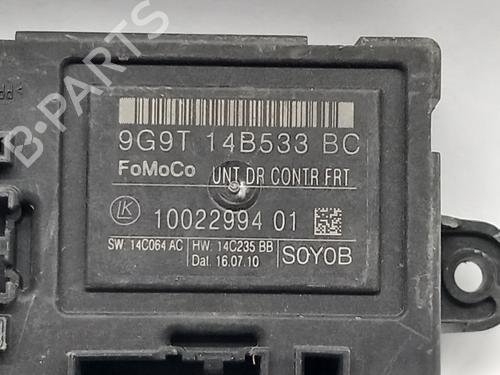 B-PARTS
9G9T 14B533 BC
FoMoCo UNT DR CONTR FRT
LK 10022994 01
SW: 14C064 AC HW: 14C235 BB
Dat. 16.07.10 S0Y0B